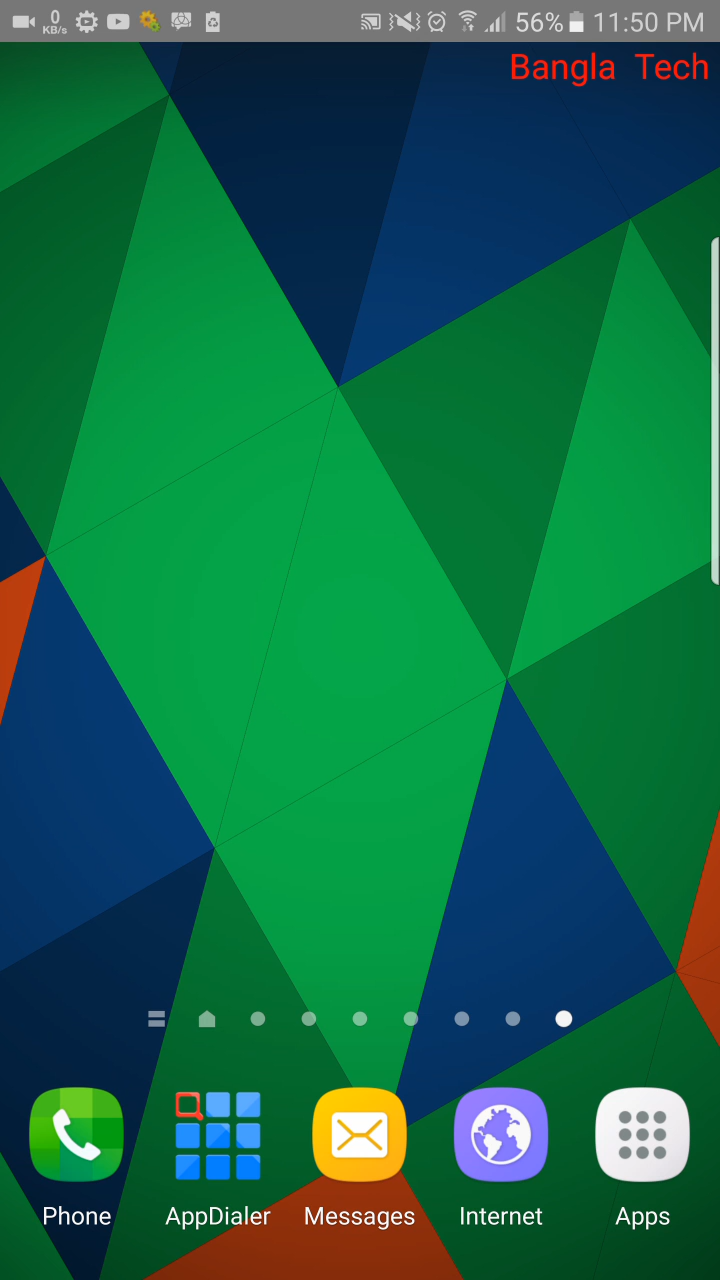 0
KB/s
56% 11:50 PM
Bangla Tech
Phone AppDialer Messages Internet Apps